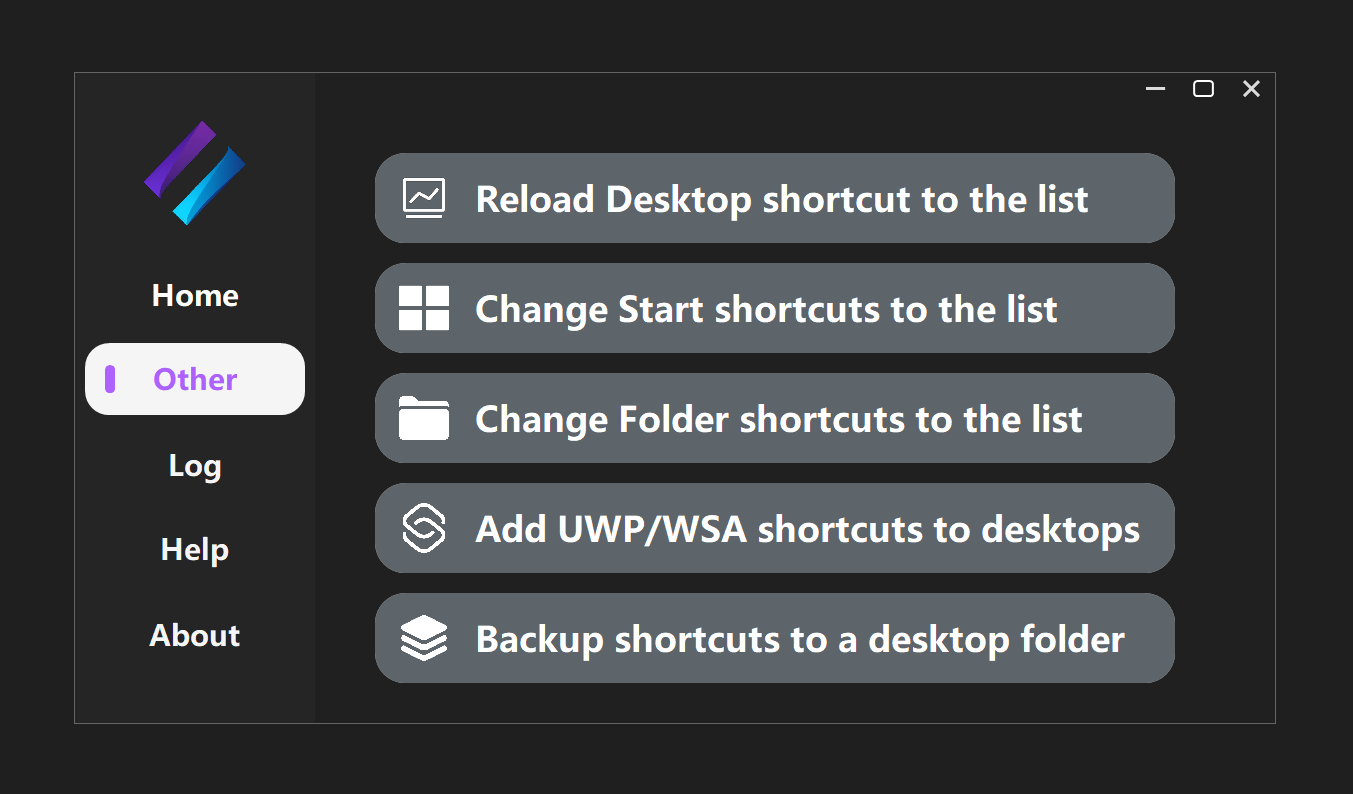 Home
Other
Log
Help
About
Reload Desktop shortcut to the list
Change Start shortcuts to the list
Change Folder shortcuts to the list
Add UWP/WSA shortcuts to desktops
Backup shortcuts to a desktop folder